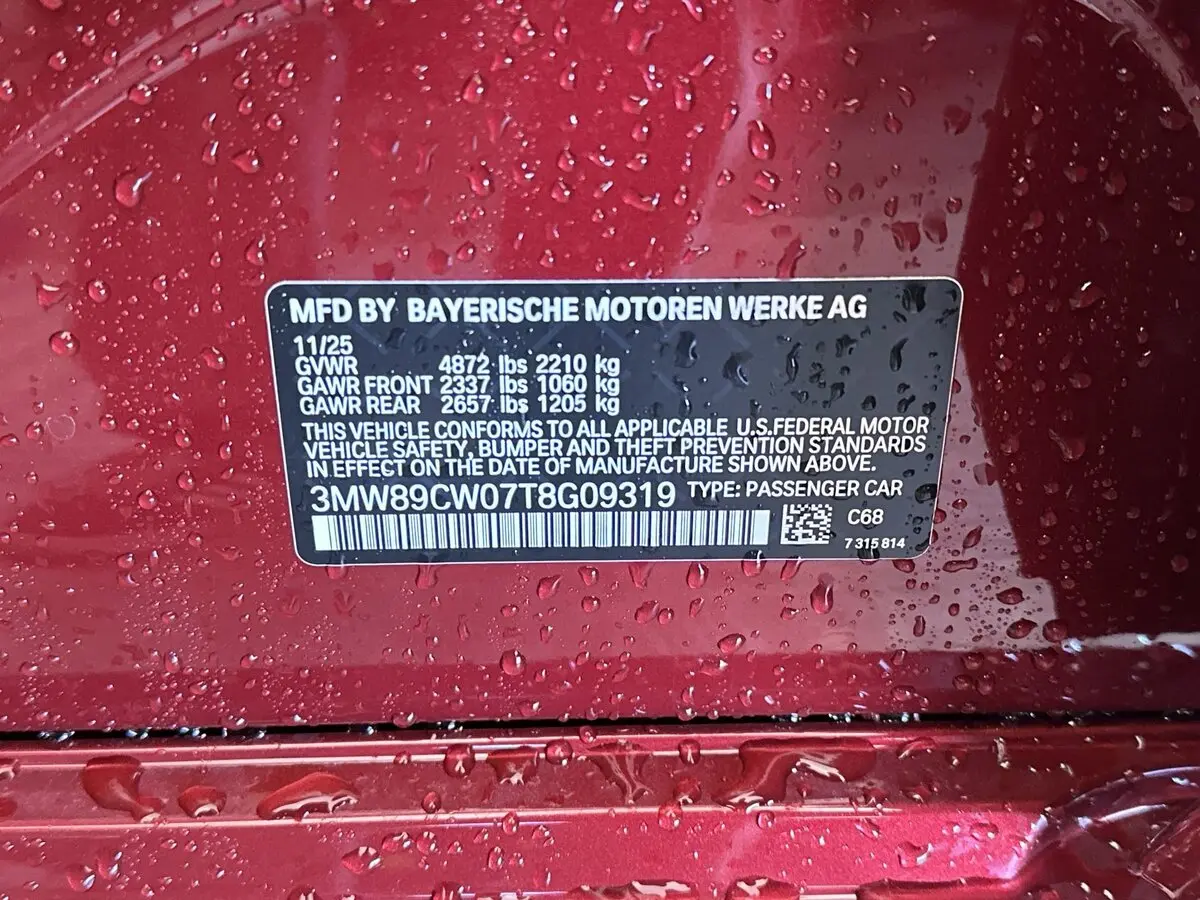 MFD BY BAYERISCHE MOTOREN WERKE AG
11/25
GVWR 4872 lbs 2210 kg
GAWR FRONT 2337 lbs 1060 kg
GAWR REAR 2657 lbs 1205 kg
THIS VEHICLE CONFORMS TO ALL APPLICABLE U.S.FEDERAL MOTOR
VEHICLE SAFETY, BUMPER AND THEFT PREVENTION STANDARDS
IN EFFECT ON THE DATE OF MANUFACTURE SHOWN ABOVE.
3MW89CW07T8G09319 TYPE: PASSENGER CAR
C68
7 315 814